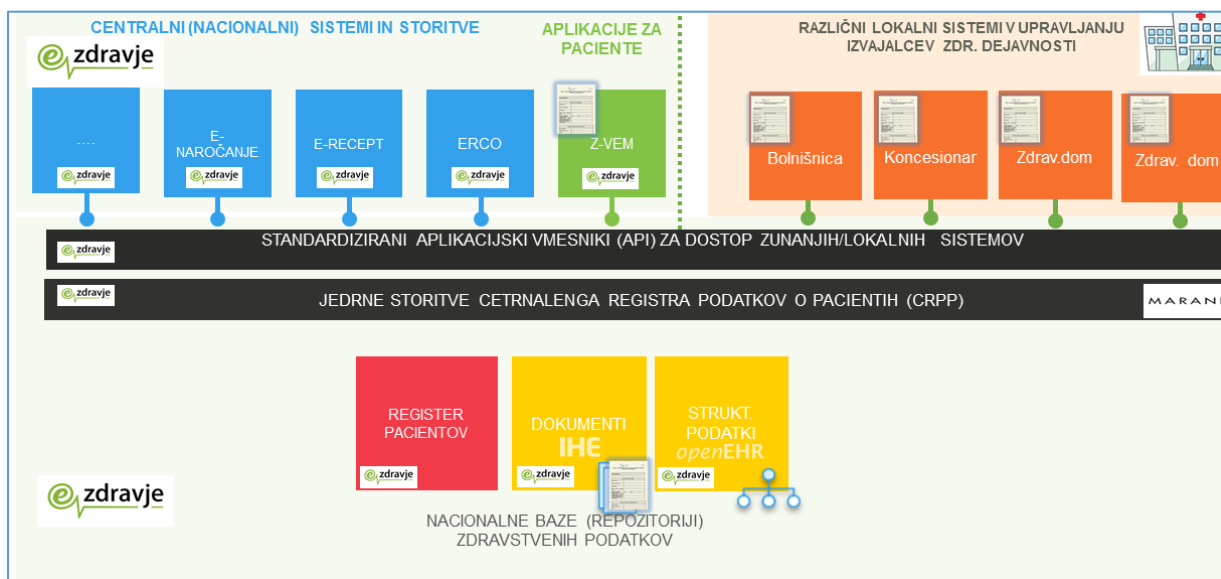 CENTRALNI (NACIONALNI) SISTEMI IN STORITVE
APLIKACIJE ZA
PACIENTE
RAZLIČNI LOKALNI SISTEMI V UPRAVLJANJU
IZVAJALCEV ZDR. DEJAVNOSTI
e zdravje
....
e zdravje
E-
NAROČANJE
e zdravje
E-RECEPT
e zdravje
ERCO
e zdravje
Z-VEM
e zdravje
Bolnišnica
Koncesionar
Zdrav.dom
Zdrav. dom
e zdravje
STANDARDIZIRANI APLIKACIJSKI VMESNIKI (API) ZA DOSTOP ZUNANJIH/LOKALNIH SISTEMOV
e zdravje
JEDRNE STORITVE CETRNALENGA REGISTRA PODATKOV O PACIENTIH (CRPP)
MARAN
REGISTER
PACIENTOV
e zdravje
DOKUMENTI
IHE
e zdravje
STRUKT.
PODATKI
openEHR
e zdravje
e zdravje
NACIONALNE BAZE (REPOZITORIJI)
ZDRAVSTVENIH PODATKOV